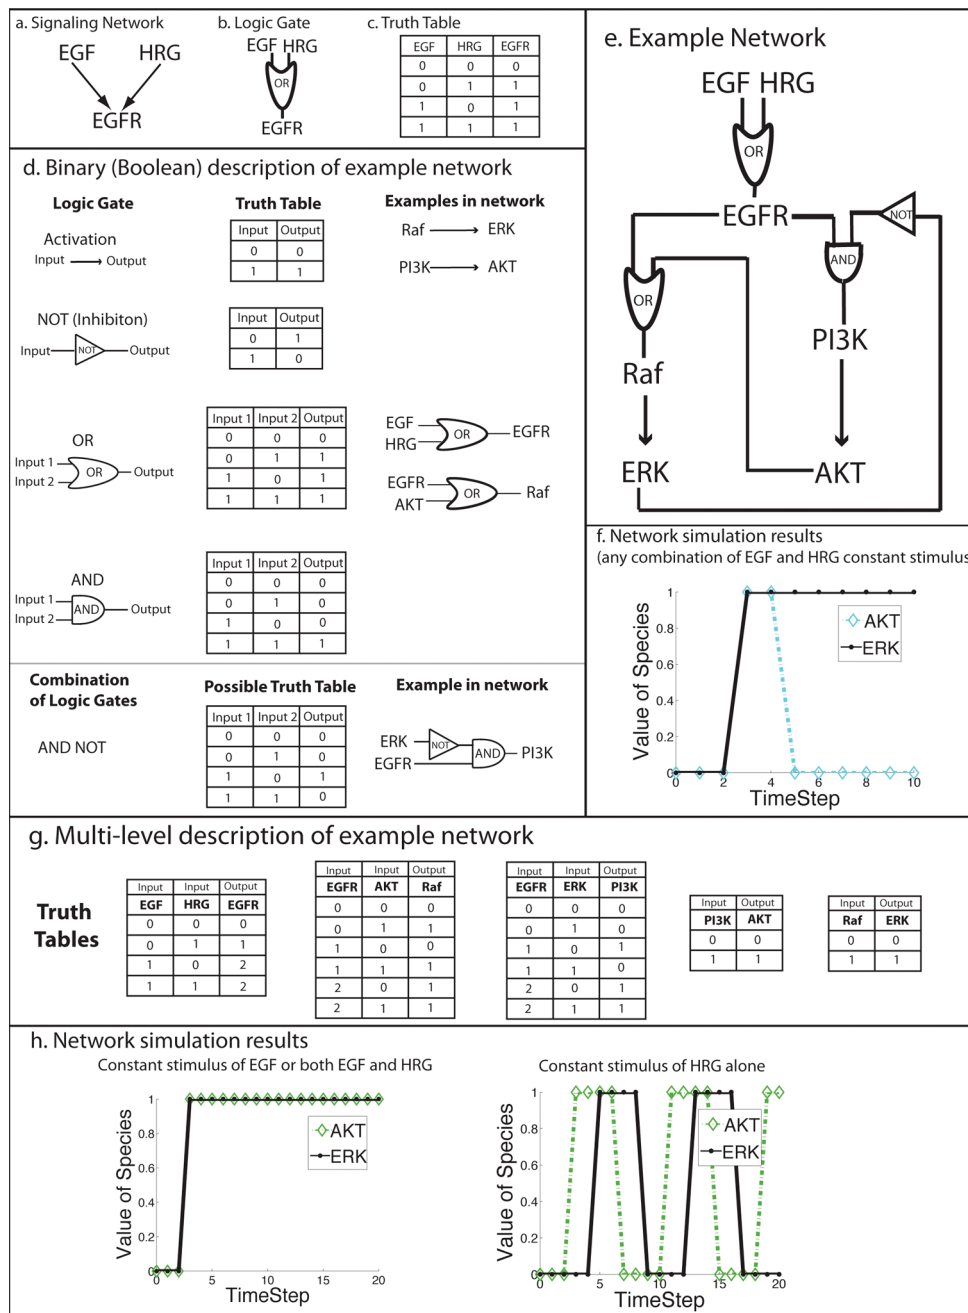 a. Signaling Network
EGF HRG
EGFR
b. Logic Gate
EGF HRG
OR
EGFR
c. Truth Table
EGF HRG EGFR
0 0 0
0 1 1
1 0 1
1 1 1
d. Binary (Boolean) description of example network
Logic Gate Truth Table Examples in network
Activation
Input Output
Input Output
0 0
1 1
Raf ERK
PI3K AKT
NOT (Inhibiton)
Input NOT Output
Input Output
0 1
1 0
OR
Input 1
Input 2
OR Output
Input 1 Input 2 Output
0 0 0
0 1 1
1 0 1
1 1 1
EGF
HRG
OR EGFR
EGFR
AKT
OR Raf
AND
Input 1
Input 2
AND Output
Input 1 Input 2 Output
0 0 0
0 1 0
1 0 0
1 1 1
Combination
of Logic Gates
Possible Truth Table
Example in network
AND NOT
Input 1 Input 2 Output
0 0 0
0 1 0
1 0 1
1 1 0
ERK NOT
EGFR
AND PI3K
e. Example Network
EGF HRG
OR
EGFR
NOT
AND
OR
PI3K
Raf
ERK
AKT
f. Network simulation results
(any combination of EGF and HRG constant stimulus
Value of Species
1
0.8
0.6
0.4
0.2
0
0 2 4 6 8 10
TimeStep
AKT
ERK
g. Multi-level description of example network
Truth
Tables
Input Input Output
EGF HRG EGFR
0 0 0
0 1 1
1 0 2
1 1 2
Input Input Output
EGFR AKT Raf
0 0 0
0 1 1
1 0 0
1 1 1
2 0 1
2 1 1
Input Input Output
EGFR ERK PI3K
0 0 0
0 1 0
1 0 1
1 1 0
2 0 1
2 1 1
Input Output
PI3K AKT
0 0
1 1
Input Output
Raf ERK
0 0
1 1
h. Network simulation results
Constant stimulus of EGF or both EGF and HRG
Value of Species
1
0.8
0.6
0.4
0.2
0
0 5 10 15 20
TimeStep
AKT
ERK
Constant stimulus of HRG alone
Value of Species
1
0.8
0.6
0.4
0.2
0
0 5 10 15 20
TimeStep
AKT
ERK